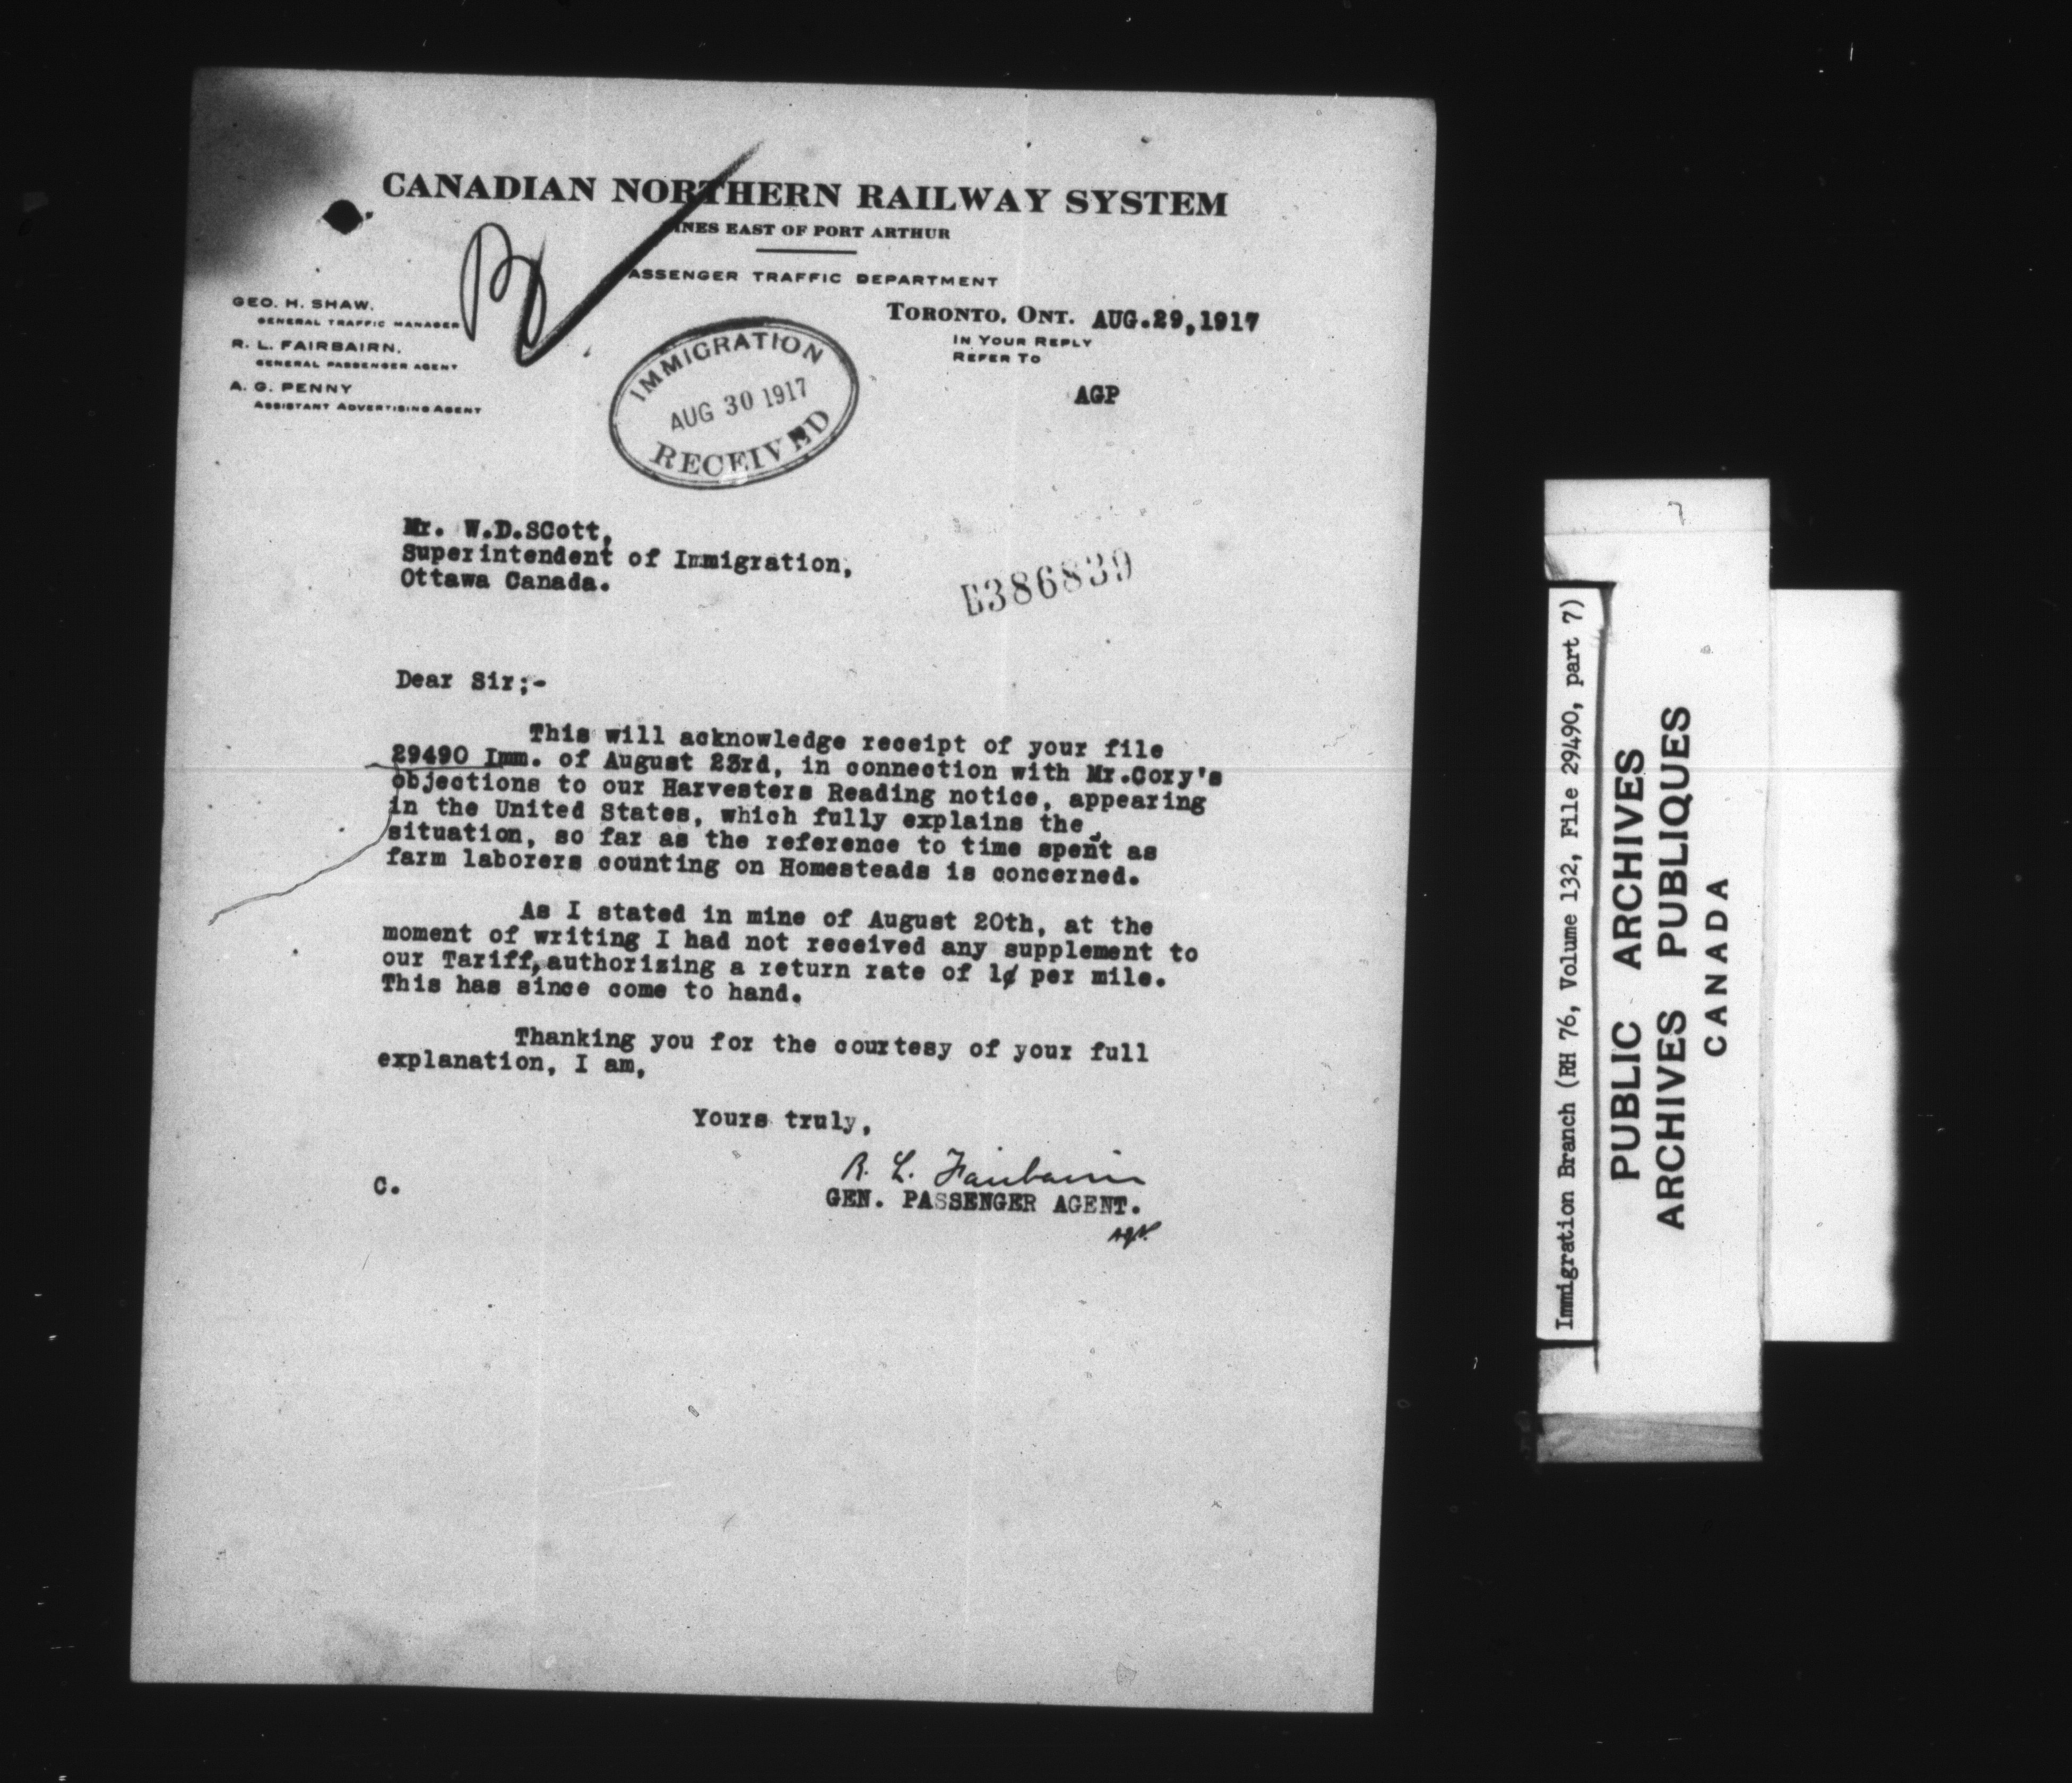 CANADIAN NORTHERN RAILWAY SYSTEM
LINES EAST OF PORT ARTHUR
PASSENGER TRAFFIC DEPARTMENT
GEO. H. SHAW,
GENERAL TRAFFIC MANAGER
R. L. FAIRBAIRN,
GENERAL PASSENGER AGENT
A. G. PENNY
ASSISTANT ADVERTISING AGENT
TORONTO, ONT. AUG.29,1917
IN YOUR REPLY
REFER TO
AGP
IMMIGRATION
AUG 30 1917
RECEIVED
Mr. W.D.SCott,
Superintendent of Immigration,
Ottawa Canada.
E386839
Dear Sir;-
This will acknowledge receipt of your file
29490 Imm. of August 23rd, in connection with Mr.Cory's
objections to our Harvesters Reading notice, appearing
in the United States, which fully explains the
situation, so far as the reference to time spent as
farm laborers counting on Homesteads is concerned.
As I stated in mine of August 20th, at the
moment of writing I had not received any supplement to
our Tariff, authorizing a return rate of 1¢ per mile.
This has since come to hand.
Thanking you for the courtesy of your full
explanation, I am,
Yours truly,
R. L. Fairbairn
C.
GEN. PASSENGER AGENT.
AGP.
7
Immigration Branch (RH 76, Volume 132, File 29490, part 7)
PUBLIC ARCHIVES
ARCHIVES PUBLIQUES
CANADA